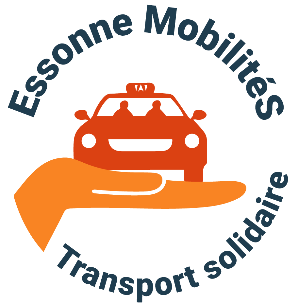 Essonne MobilitéS
TAXI
Transport solidaire